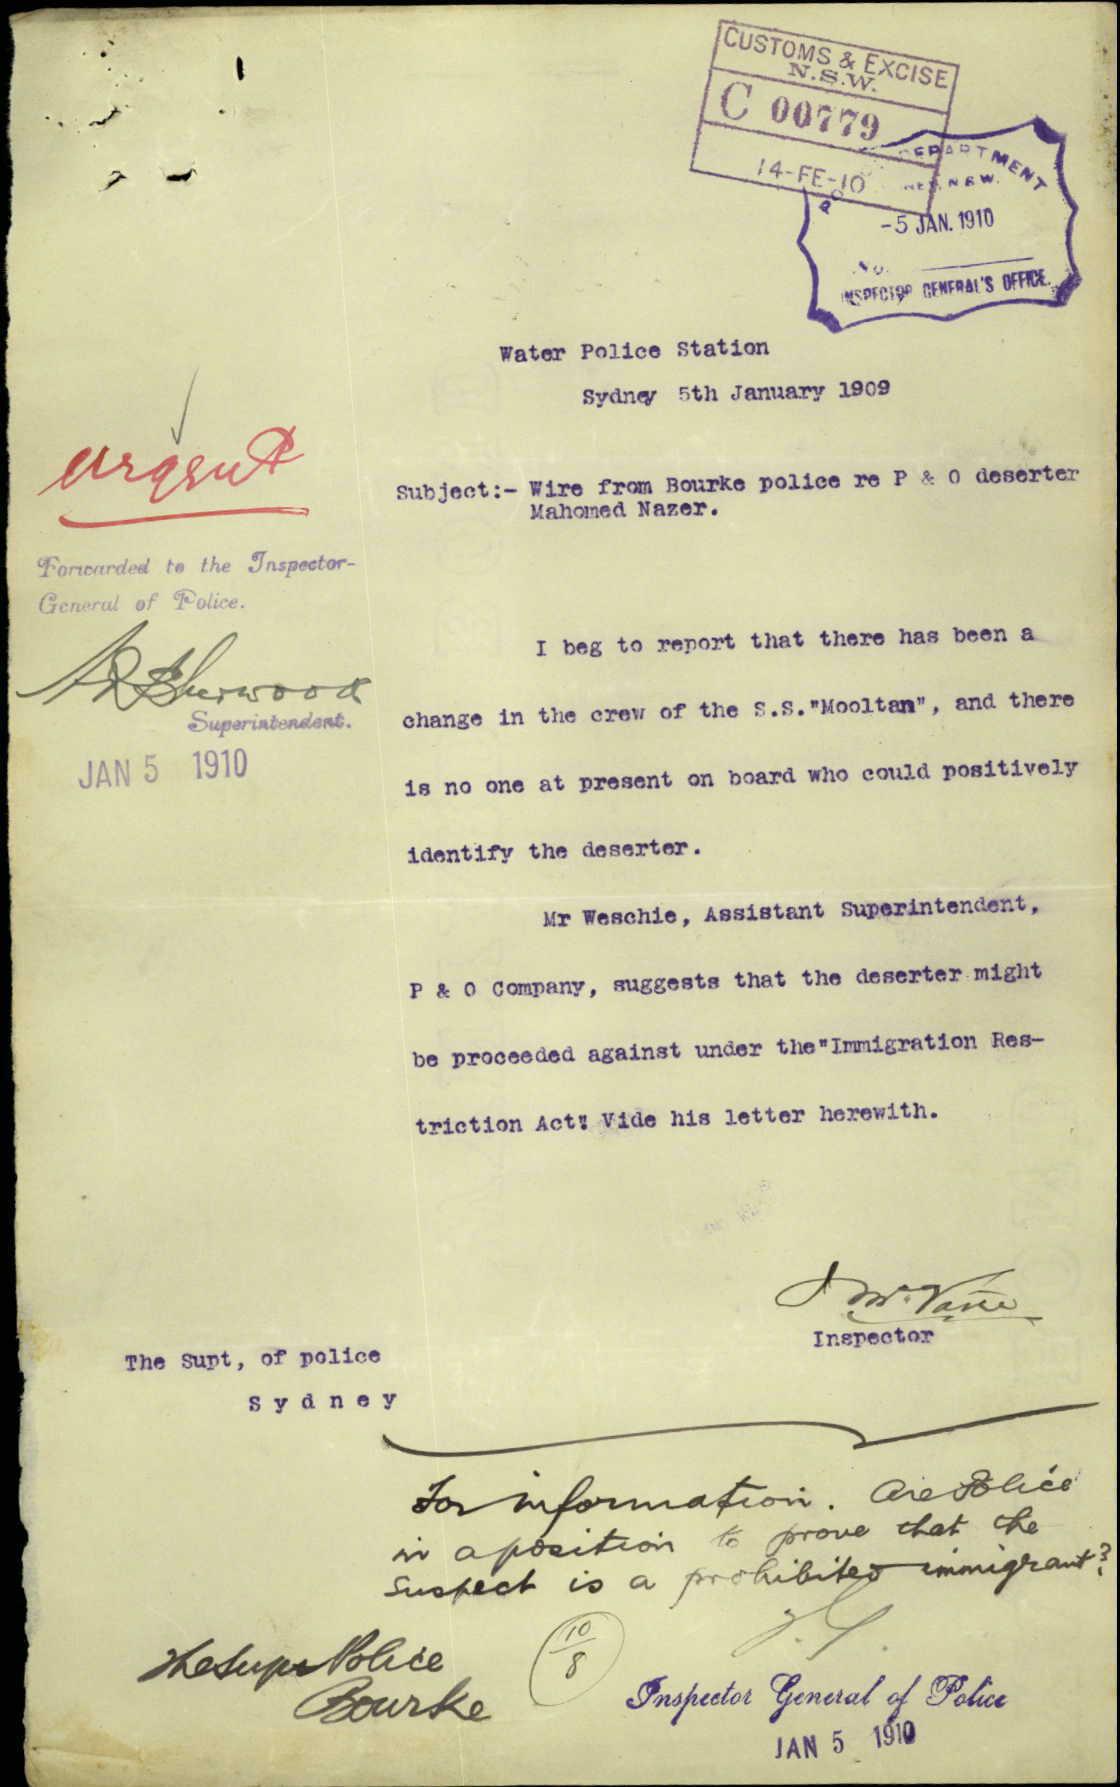 CUSTOMS & EXCISE
N.S.W.
C 00779
14-FE-10
DEPARTMENT
N.S.W.
-5 JAN. 1910
No.
INSPECTOR GENERAL'S OFFICE.
Water Police Station
Sydney 5th January 1909
urgent
Subject:- Wire from Bourke police re P & O deserter
Mahomed Nazer.
Forwarded to the Inspector-
General of Police.
Sherwood
Superintendent.
JAN 5 1910
I beg to report that there has been a
change in the crew of the S.S."Mooltan", and there
is no one at present on board who could positively
identify the deserter.
Mr Weschie, Assistant Superintendent,
P & O Company, suggests that the deserter might
be proceeded against under the"Immigration Res-
triction Act". Vide his letter herewith.
Inspector
The Supt, of police
Sydney
For information. Are Police
in a position to prove that the
suspect is a prohibited immigrant?
The Supt Police
Bourke
10
8
Inspector General of Police
JAN 5 1910